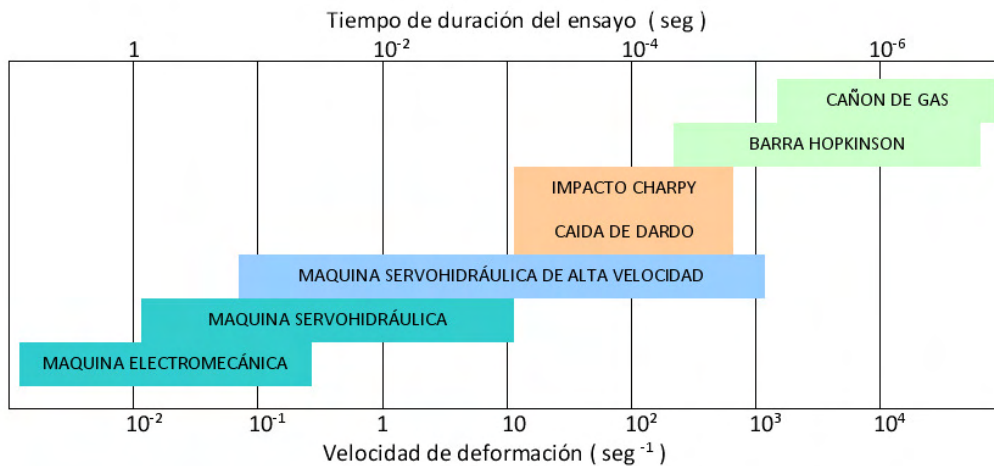 Tiempo de duración del ensayo ( seg )
1 10⁻² 10⁻⁴ 10⁻⁶
CAÑON DE GAS
BARRA HOPKINSON
IMPACTO CHARPY
CAIDA DE DARDO
MAQUINA SERVOHIDRÁULICA DE ALTA VELOCIDAD
MAQUINA SERVOHIDRÁULICA
MAQUINA ELECTROMECÁNICA
10⁻² 10⁻¹ 1 10 10² 10³ 10⁴
Velocidad de deformación ( seg ⁻¹ )